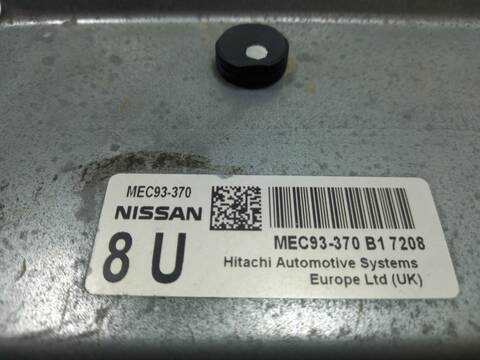 MEC93-370
NISSAN
8 U
MEC93-370 B1 7208
Hitachi Automotive Systems
Europe Ltd (UK)